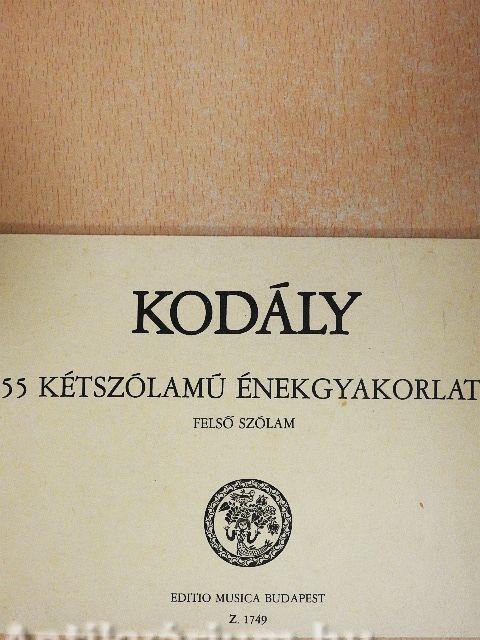 KODÁLY
55 KÉTSZÓLAMÚ ÉNEKGYAKORLAT
FELSŐ SZÓLAM
EDITIO MUSICA BUDAPEST
Z. 1749